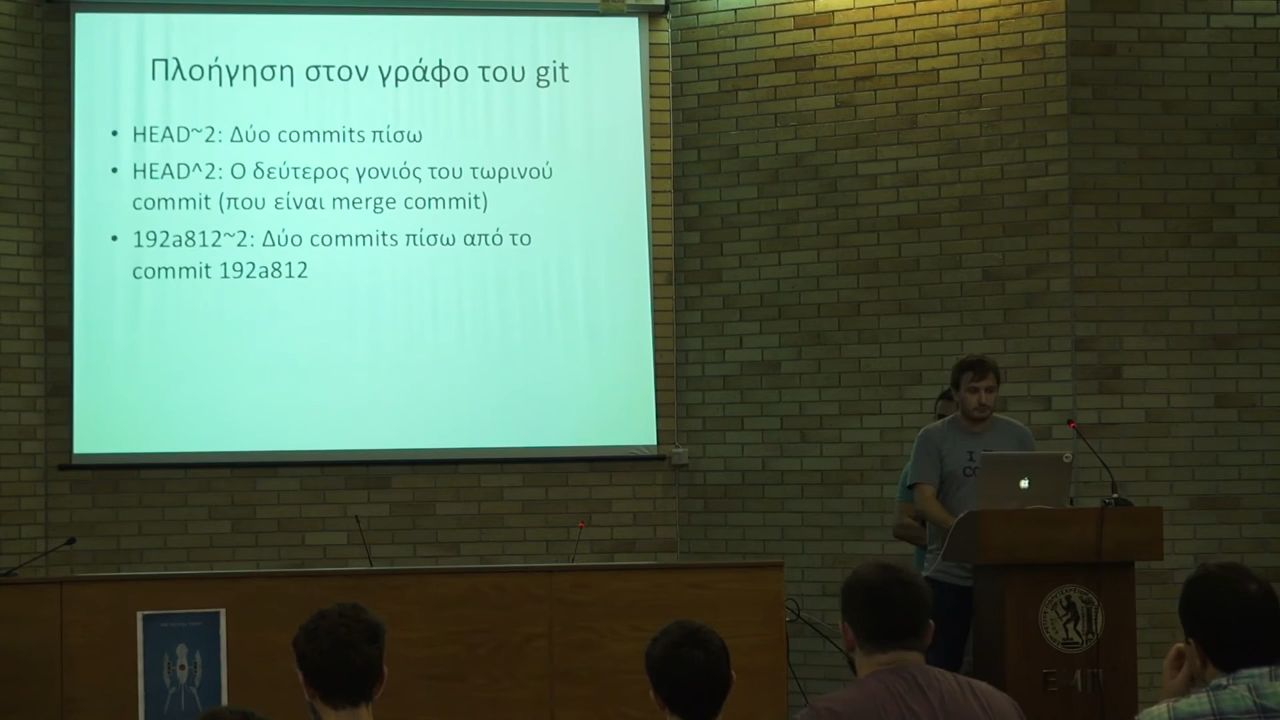 Πλοήγηση στον γράφο του git
• HEAD~2: Δύο commits πίσω
• HEAD^2: Ο δεύτερος γονιός του τωρινού
commit (που είναι merge commit)
• 192a812~2: Δύο commits πίσω από το
commit 192a812